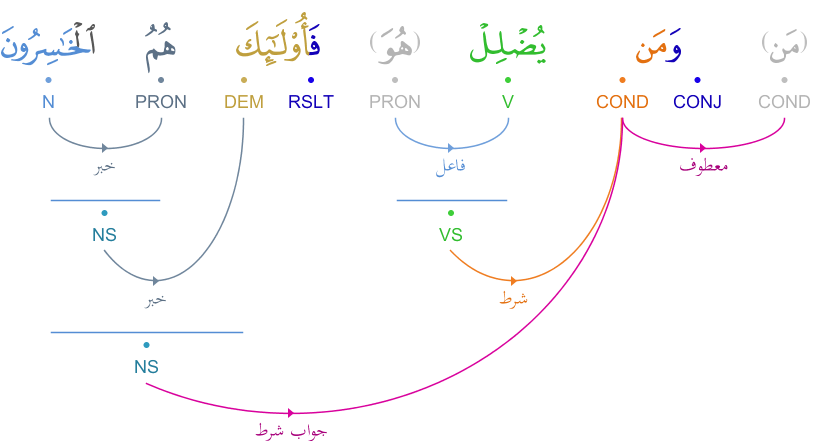 (مَن) وَمَن يُضْلِلْ (هُوَ) فَأُو۟لَـٰٓئِكَ هُمُ ٱلْخَـٰسِرُونَ
COND CONJ COND V PRON RSLT DEM PRON N
معطوف فاعل خبر
VS NS
شرط خبر
NS
جواب شرط